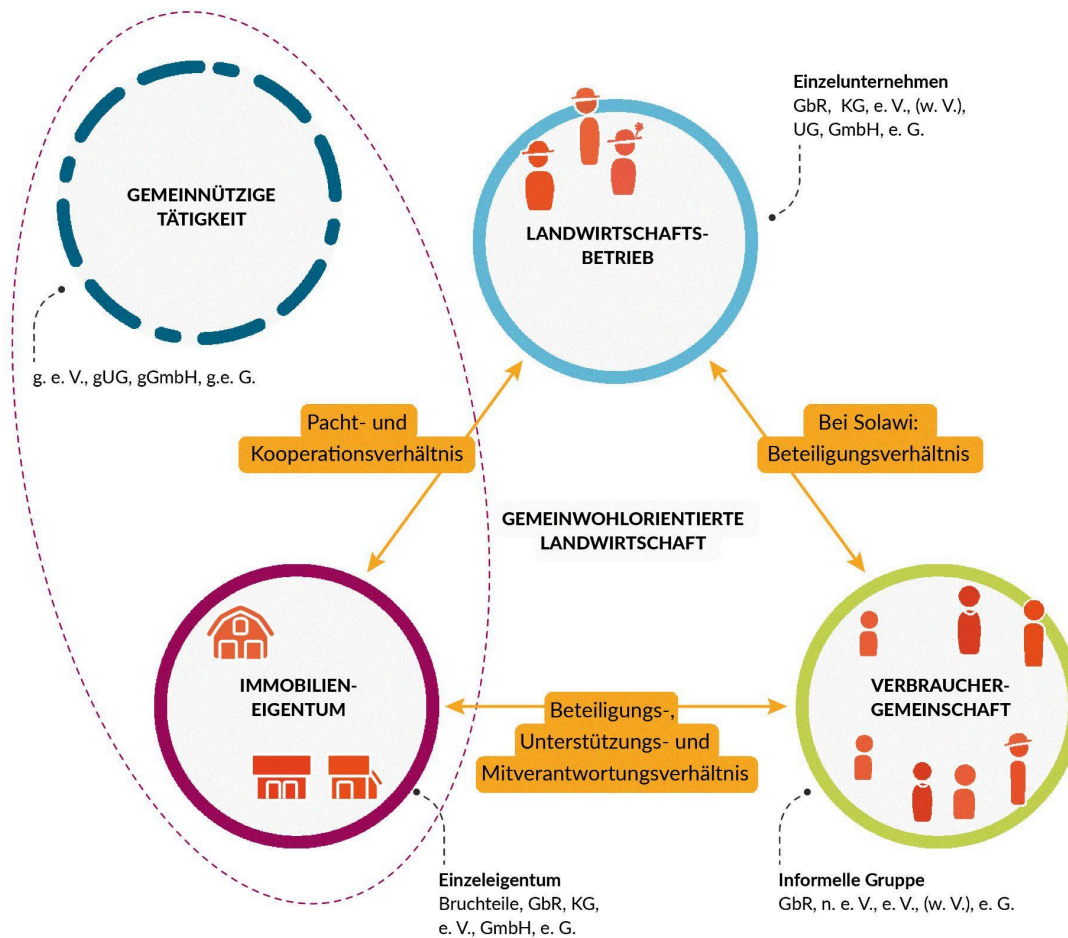 Einzelunternehmen
GbR, KG, e. V., (w. V.),
UG, GmbH, e. G.
GEMEINNÜTZIGE
TÄTIGKEIT
LANDWIRTSCHAFTS-
BETRIEB
g. e. V., gUG, gGmbH, g.e. G.
Pacht- und
Kooperationsverhältnis
Bei Solawi:
Beteiligungsverhältnis
GEMEINWOHLORIENTIERTE
LANDWIRTSCHAFT
IMMOBILIEN-
EIGENTUM
VERBRAUCHER-
GEMEINSCHAFT
Beteiligungs-,
Unterstützungs- und
Mitverantwortungsverhältnis
Einzeleigentum
Bruchteile, GbR, KG,
e. V., GmbH, e. G.
Informelle Gruppe
GbR, n. e. V., e. V., (w. V.), e. G.